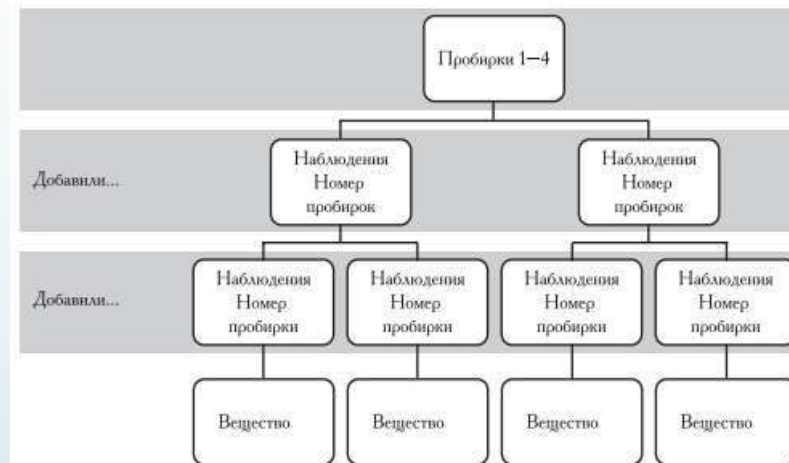 Пробирки 1—4
Добавили...
Наблюдения
Номер
пробирок
Наблюдения
Номер
пробирок
Добавили...
Наблюдения
Номер
пробирки
Наблюдения
Номер
пробирки
Наблюдения
Номер
пробирки
Наблюдения
Номер
пробирки
Вещество
Вещество
Вещество
Вещество